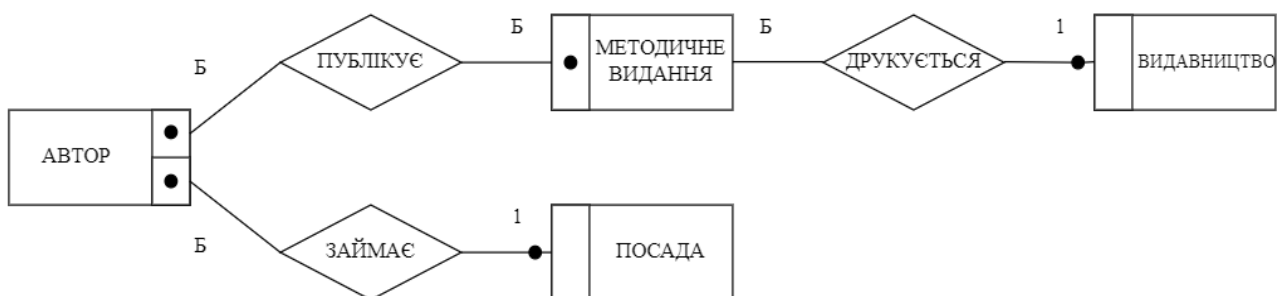 Б
ПУБЛІКУЄ
Б
МЕТОДИЧНЕ
ВИДАННЯ
Б
ДРУКУЄТЬСЯ
1
ВИДАВНИЦТВО
АВТОР
Б
ЗАЙМАЄ
1
ПОСАДА